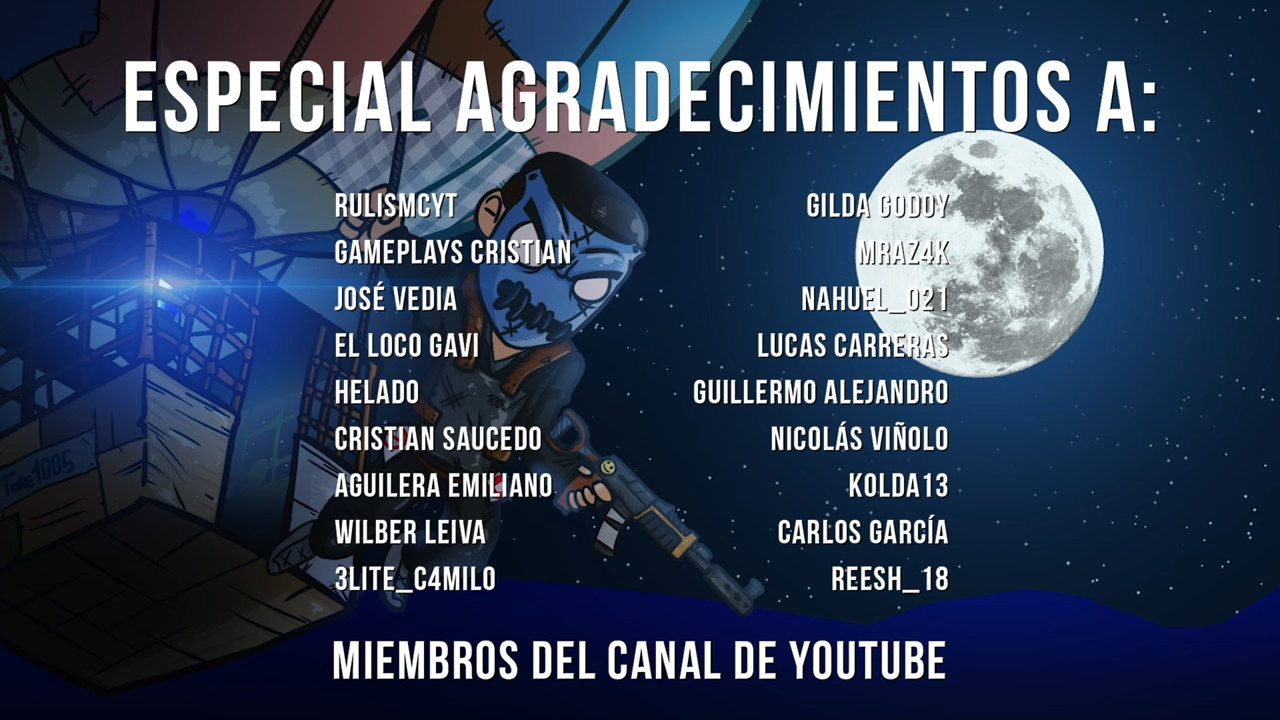 ESPECIAL AGRADECIMIENTOS A:
RULISMCYT
GAMEPLAYS CRISTIAN
JOSÉ VEDIA
EL LOCO GAVI
HELADO
CRISTIAN SAUCEDO
AGUILERA EMILIANO
WILBER LEIVA
3LITE_C4MILO
GILDA GODOY
MRAZ4K
NAHUEL_021
LUCAS CARRERAS
GUILLERMO ALEJANDRO
NICOLÁS VIÑOLO
KOLDA13
CARLOS GARCÍA
REESH_18
MIEMBROS DEL CANAL DE YOUTUBE